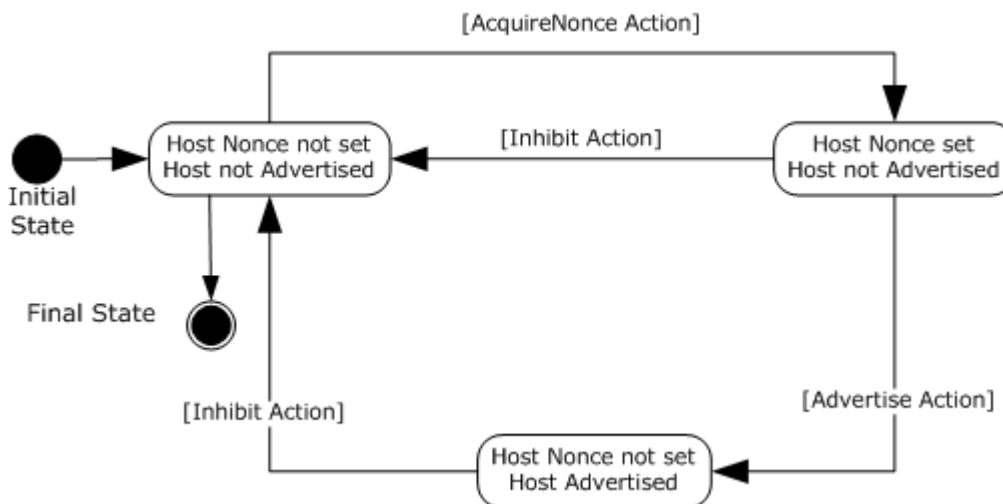 [AcquireNonce Action]
Host Nonce not set
Host not Advertised
[Inhibit Action]
Host Nonce set
Host not Advertised
Initial
State
Final State
[Inhibit Action]
[Advertise Action]
Host Nonce not set
Host Advertised